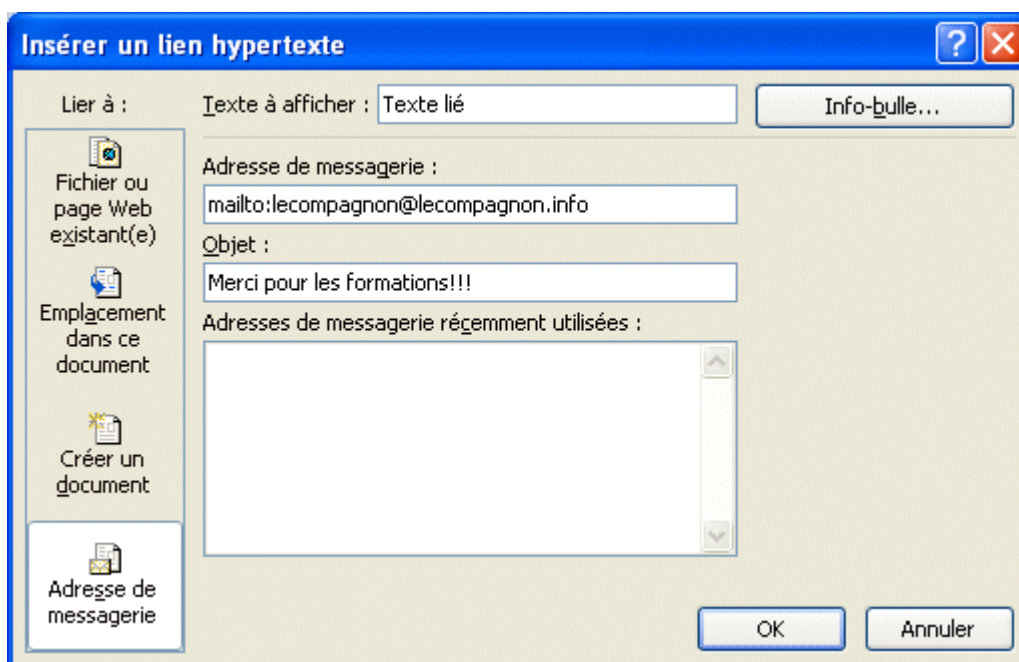 Insérer un lien hypertexte
Lier à :
Texte à afficher : Texte lié
Info-bulle...
Fichier ou
page Web
existant(e)
Emplacement
dans ce
document
Créer un
document
Adresse de
messagerie
Adresse de messagerie :
mailto:lecompagnon@lecompagnon.info
Objet :
Merci pour les formations!!!
Adresses de messagerie récemment utilisées :
OK
Annuler